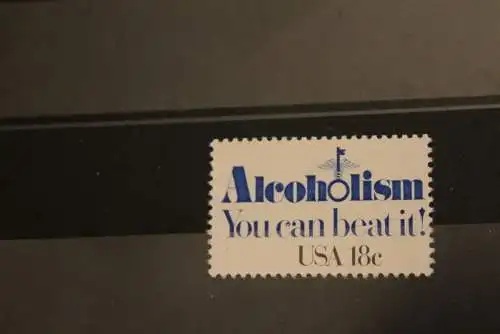 Alcoholism
You can beat it!
USA 18c